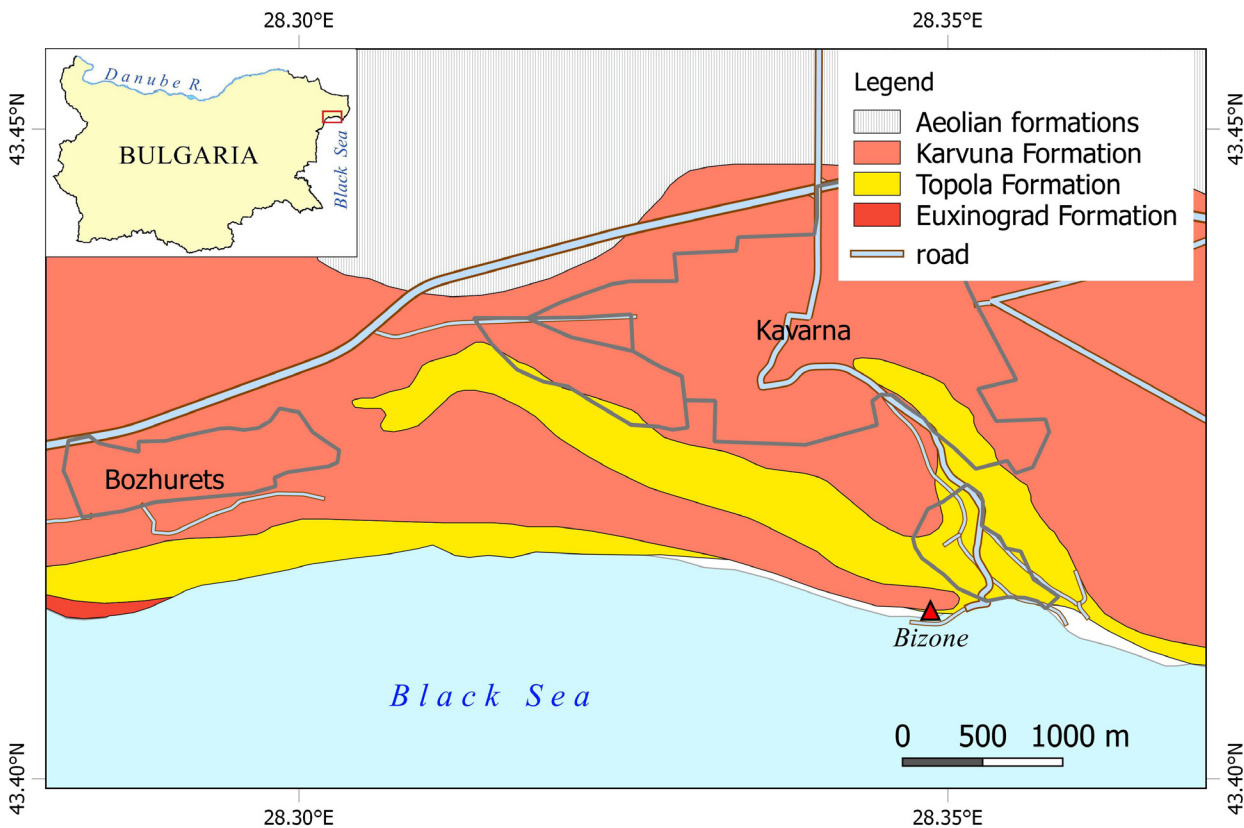 28.30°E
28.35°E
43.45°N
43.45°N
Danube R.
BULGARIA
Black Sea
Legend
Aeolian formations
Karvuna Formation
Topola Formation
Euxinograd Formation
road
Kavarna
Bozhurets
Bizone
Black Sea
0 500 1000 m
43.40°N
43.40°N
28.30°E
28.35°E